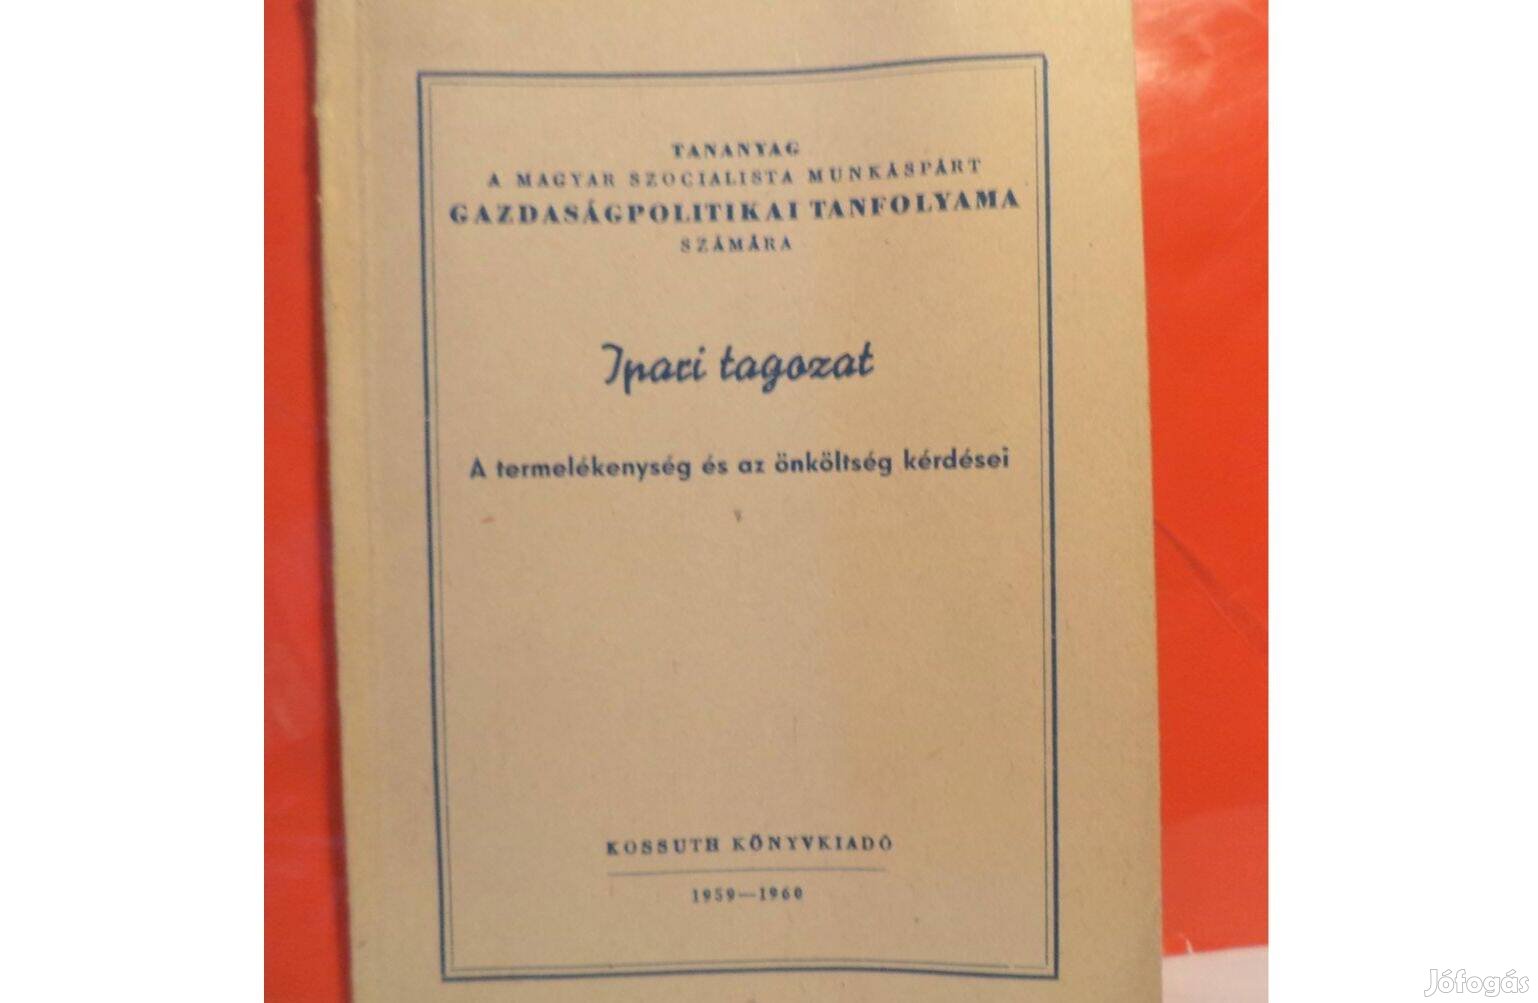 TANANYAG
A MAGYAR SZOCIALISTA MUNKÁSPÁRT
GAZDASÁGPOLITIKAI TANFOLYAMA
SZÁMÁRA
Ipari tagozat
A termelékenység és az önköltség kérdései
KOSSUTH KÖNYVKIADÓ
1959—1960
Jófogás